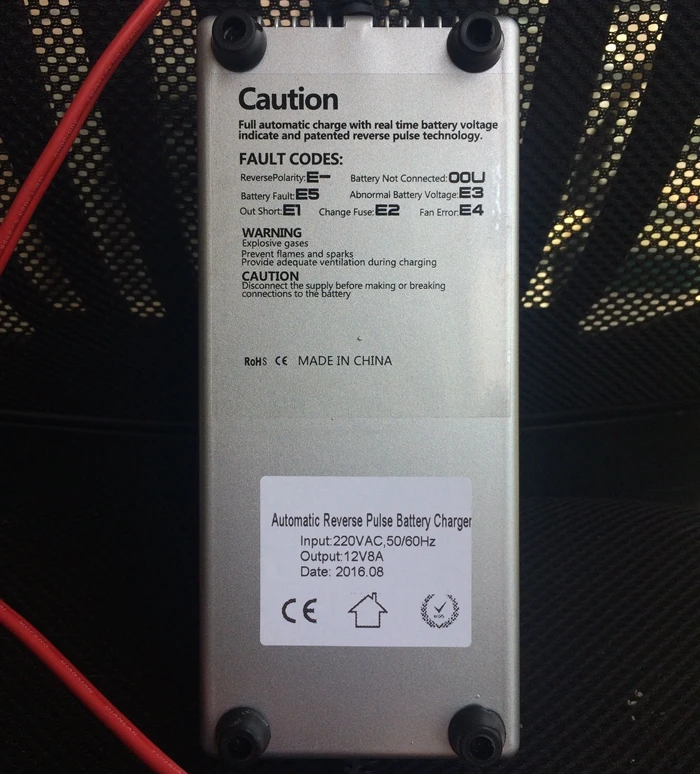 Caution
Full automatic charge with real time battery voltage
indicate and patented reverse pulse technology.
FAULT CODES:
ReversePolarity:E- Battery Not Connected:00U
Battery Fault:E5 Abnormal Battery Voltage:E3
Out Short:E1 Change Fuse:E2 Fan Error:E4
WARNING
Explosive gases
Prevent flames and sparks
Provide adequate ventilation during charging
CAUTION
Disconnect the supply before making or breaking
connections to the battery
RoHS CE MADE IN CHINA
Automatic Reverse Pulse Battery Charger
Input:220VAC,50/60Hz
Output:12V8A
Date: 2016.08
CE